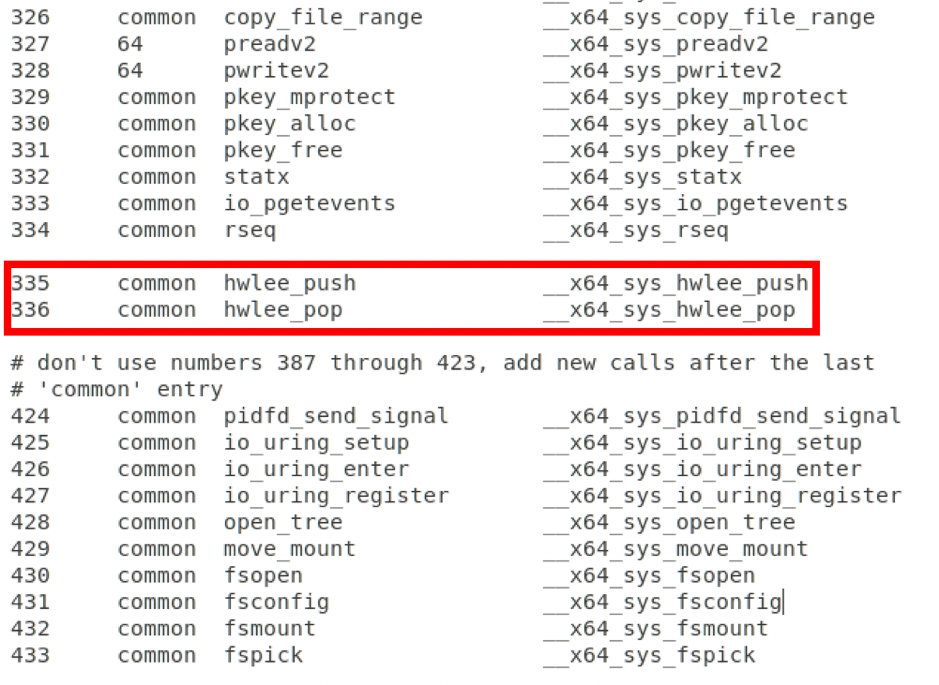 326 common copy_file_range __x64_sys_copy_file_range
327 64 preadv2 __x64_sys_preadv2
328 64 pwritev2 __x64_sys_pwritev2
329 common pkey_mprotect __x64_sys_pkey_mprotect
330 common pkey_alloc __x64_sys_pkey_alloc
331 common pkey_free __x64_sys_pkey_free
332 common statx __x64_sys_statx
333 common io_pgetevents __x64_sys_io_pgetevents
334 common rseq __x64_sys_rseq
335 common hwlee_push __x64_sys_hwlee_push
336 common hwlee_pop __x64_sys_hwlee_pop
# don't use numbers 387 through 423, add new calls after the last
# 'common' entry
424 common pidfd_send_signal __x64_sys_pidfd_send_signal
425 common io_uring_setup __x64_sys_io_uring_setup
426 common io_uring_enter __x64_sys_io_uring_enter
427 common io_uring_register __x64_sys_io_uring_register
428 common open_tree __x64_sys_open_tree
429 common move_mount __x64_sys_move_mount
430 common fsopen __x64_sys_fsopen
431 common fsconfig __x64_sys_fsconfig
432 common fsmount __x64_sys_fsmount
433 common fspick __x64_sys_fspick